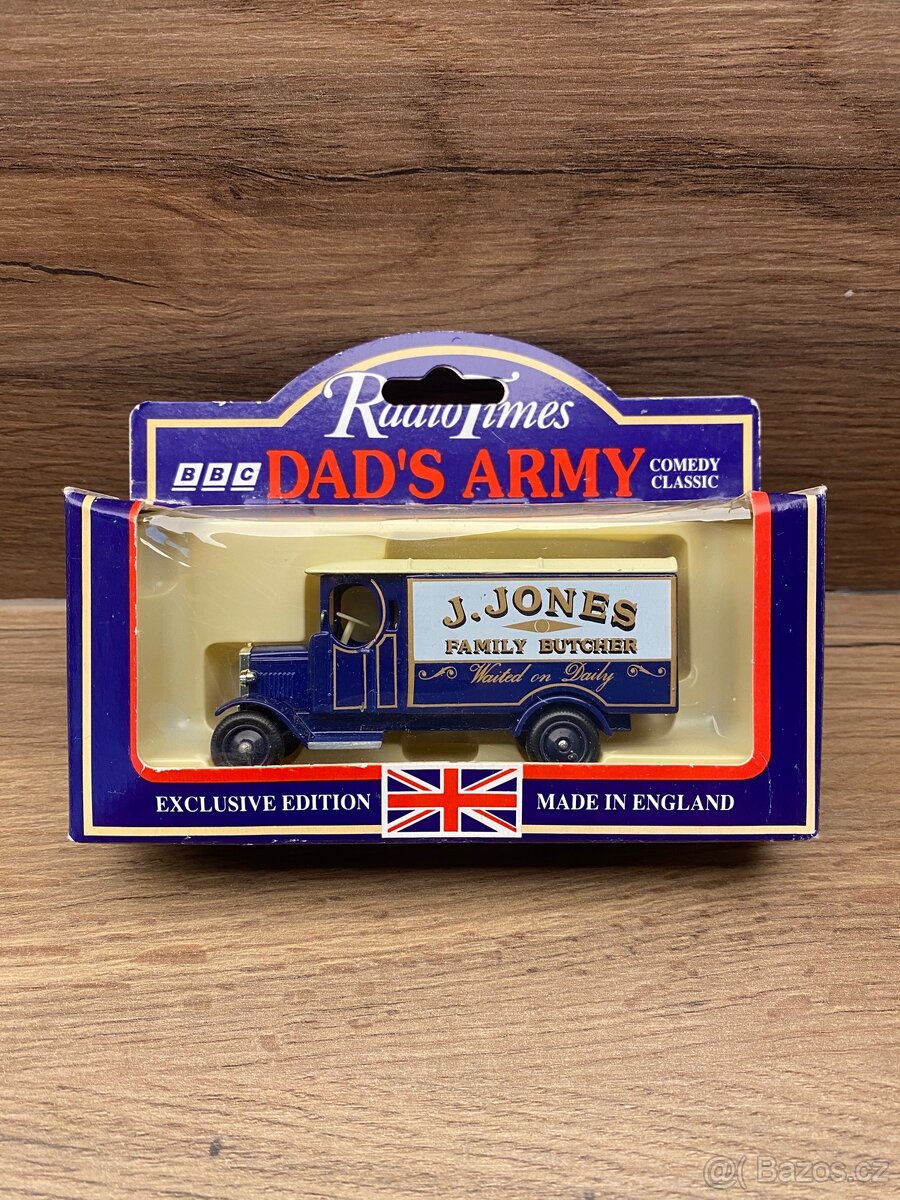 RadioTimes
BBC DAD'S ARMY COMEDY CLASSIC
J. JONES
FAMILY BUTCHER
Waited on Daily
EXCLUSIVE EDITION MADE IN ENGLAND
@( Bazos.cz